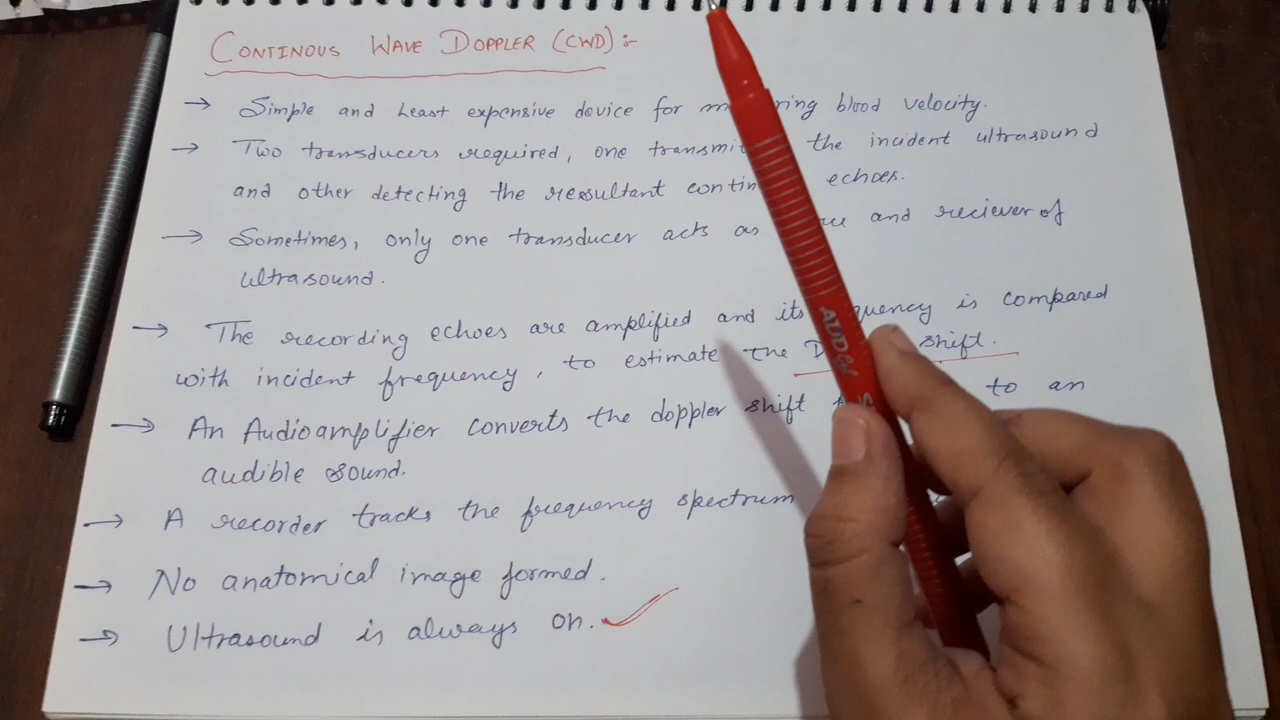 CONTINOUS WAVE DOPPLER (CWD):-
→ Simple and Least expensive device for m ring blood velocity.
→ Two transducers required, one transmi the incident ultrasound
and other detecting the ressultant contin echoes.
→ Sometimes, only one transducer acts as and reciever of
ultrasound.
→ The recording echoes are amplified and its quency is compared
with incident frequency, to estimate the D shift.
→ An Audioamplifier converts the doppler shift to an
audible sound.
→ A recorder tracks the frequency spectrum
→ No anatomical image formed.
→ Ultrasound is always on. ✓
ADDGEL